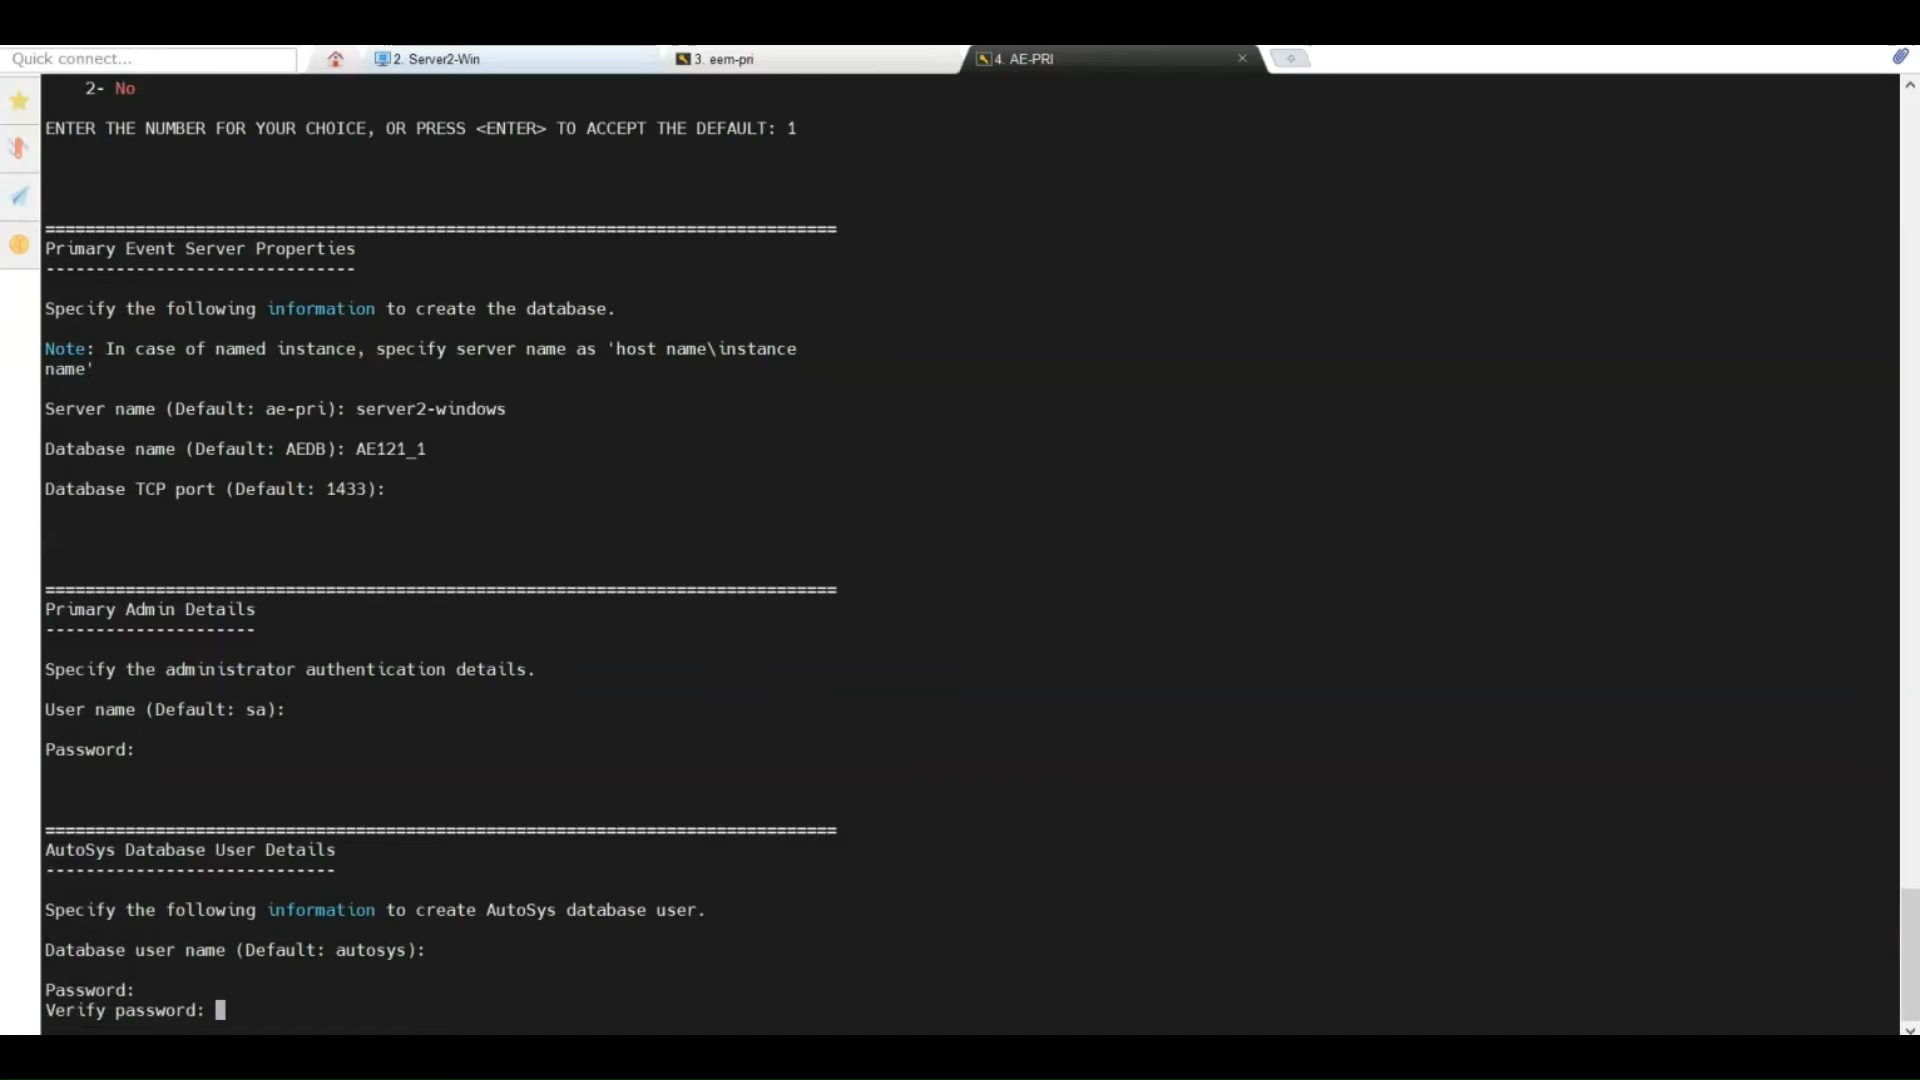 Quick connect...
2. Server2-Win
3. eem-pri
4. AE-PRI
2- No
ENTER THE NUMBER FOR YOUR CHOICE, OR PRESS <ENTER> TO ACCEPT THE DEFAULT: 1
===============================================================================
Primary Event Server Properties
-------------------------------
Specify the following information to create the database.
Note: In case of named instance, specify server name as 'host name\instance
name'
Server name (Default: ae-pri): server2-windows
Database name (Default: AEDB): AE121_1
Database TCP port (Default: 1433):
===============================================================================
Primary Admin Details
---------------------
Specify the administrator authentication details.
User name (Default: sa):
Password:
===============================================================================
AutoSys Database User Details
-----------------------------
Specify the following information to create AutoSys database user.
Database user name (Default: autosys):
Password:
Verify password: